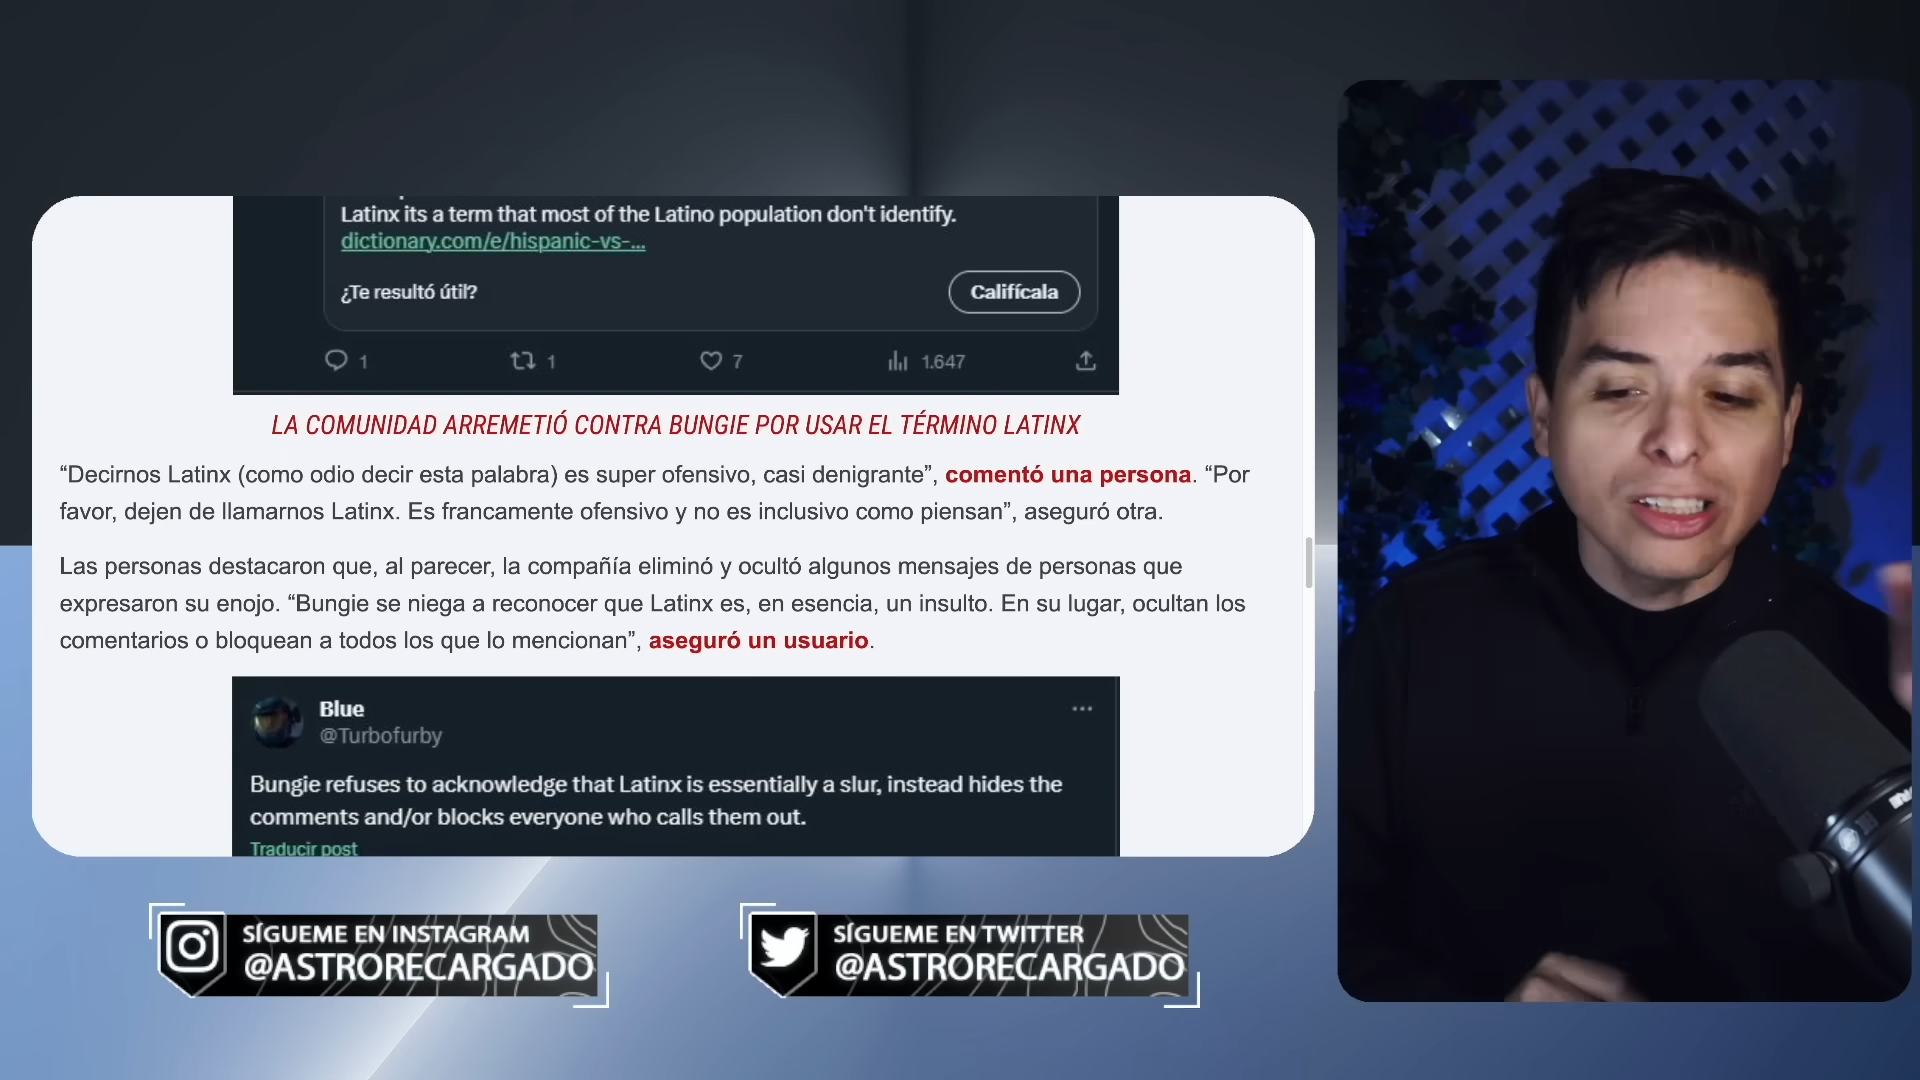 Latinx its a term that most of the Latino population don't identify.
dictionary.com/e/hispanic-vs-...
¿Te resultó útil?
Califícala
1
1
7
1.647
LA COMUNIDAD ARREMETIÓ CONTRA BUNGIE POR USAR EL TÉRMINO LATINX
“Decirnos Latinx (como odio decir esta palabra) es super ofensivo, casi denigrante”, comentó una persona. “Por
favor, dejen de llamarnos Latinx. Es francamente ofensivo y no es inclusivo como piensan”, aseguró otra.
Las personas destacaron que, al parecer, la compañía eliminó y ocultó algunos mensajes de personas que
expresaron su enojo. “Bungie se niega a reconocer que Latinx es, en esencia, un insulto. En su lugar, ocultan los
comentarios o bloquean a todos los que lo mencionan”, aseguró un usuario.
Blue
@Turbofurby
Bungie refuses to acknowledge that Latinx is essentially a slur, instead hides the
comments and/or blocks everyone who calls them out.
Traducir post
SÍGUEME EN INSTAGRAM
@ASTRORECARGADO
SÍGUEME EN TWITTER
@ASTRORECARGADO